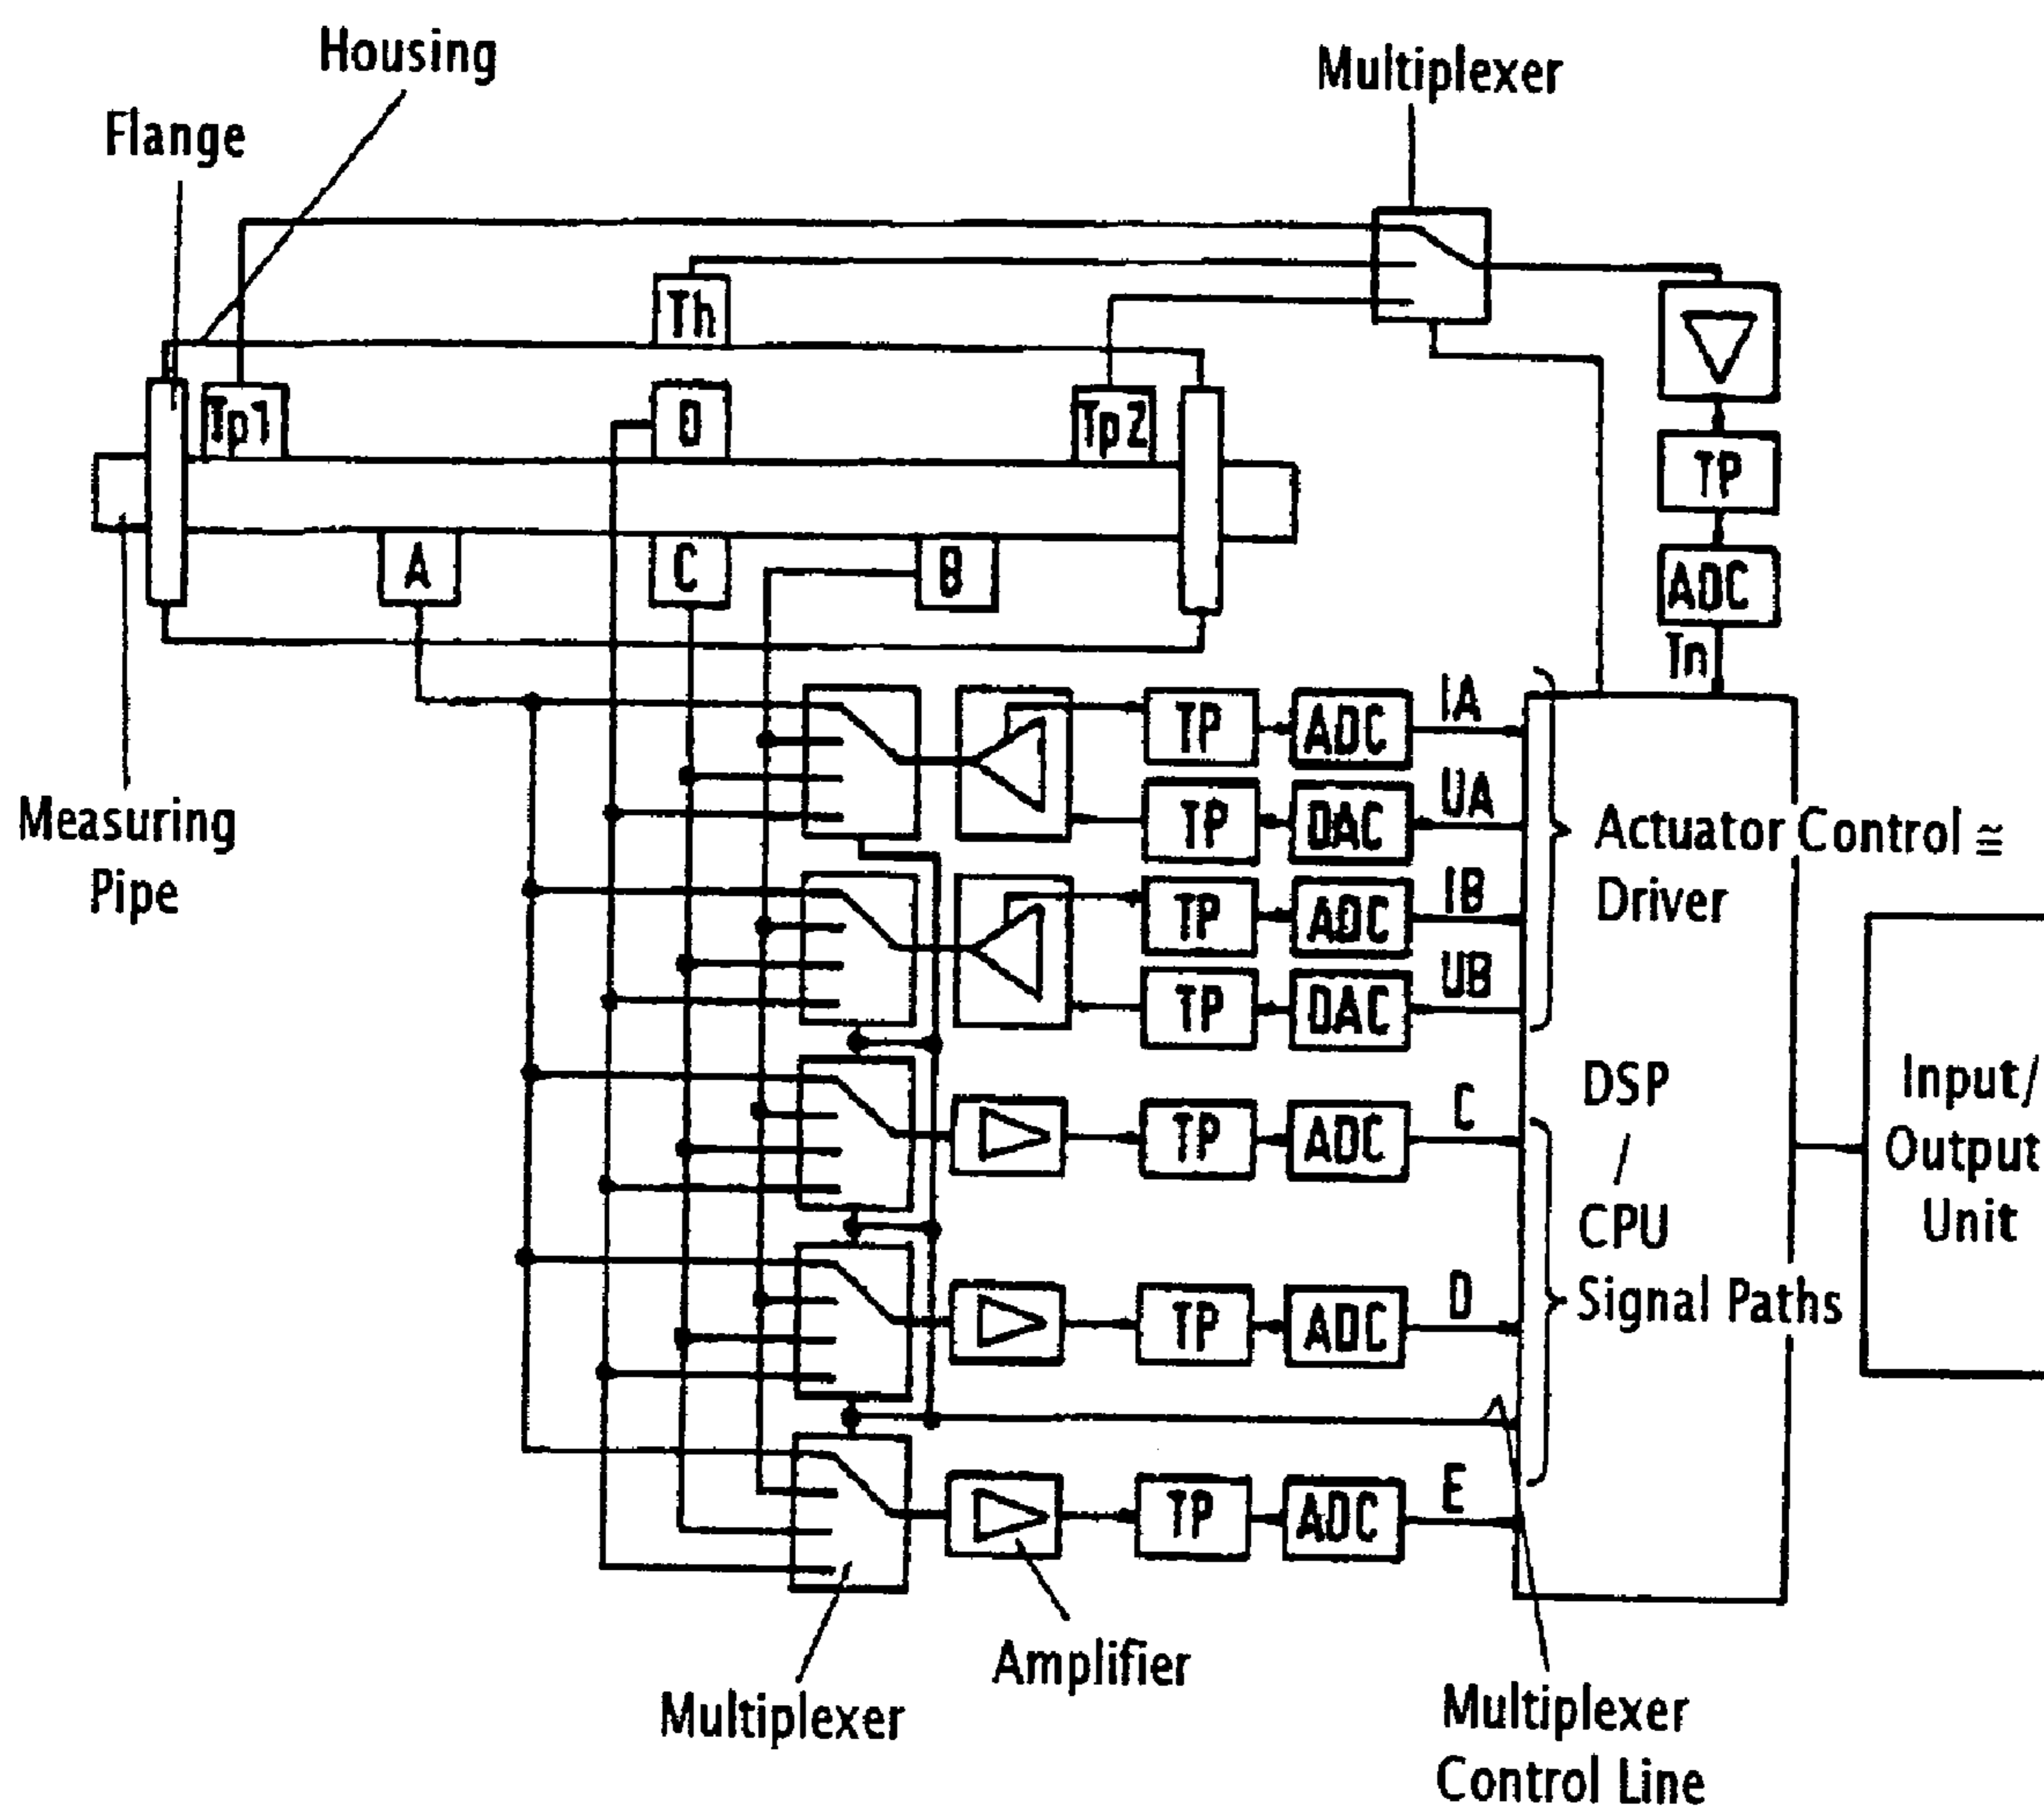 Housing
Multiplexer
Flange
Th
Tp1
D
Tp2
TP
A
C
B
ADC
Tn
TP
ADC
IA
TP
DAC
UA
Measuring
Pipe
Actuator Control ≅
Driver
TP
ADC
IB
TP
DAC
UB
DSP
/
CPU
Signal Paths
Input/
Output
Unit
TP
ADC
C
TP
ADC
D
TP
ADC
E
Amplifier
Multiplexer
Multiplexer
Control Line